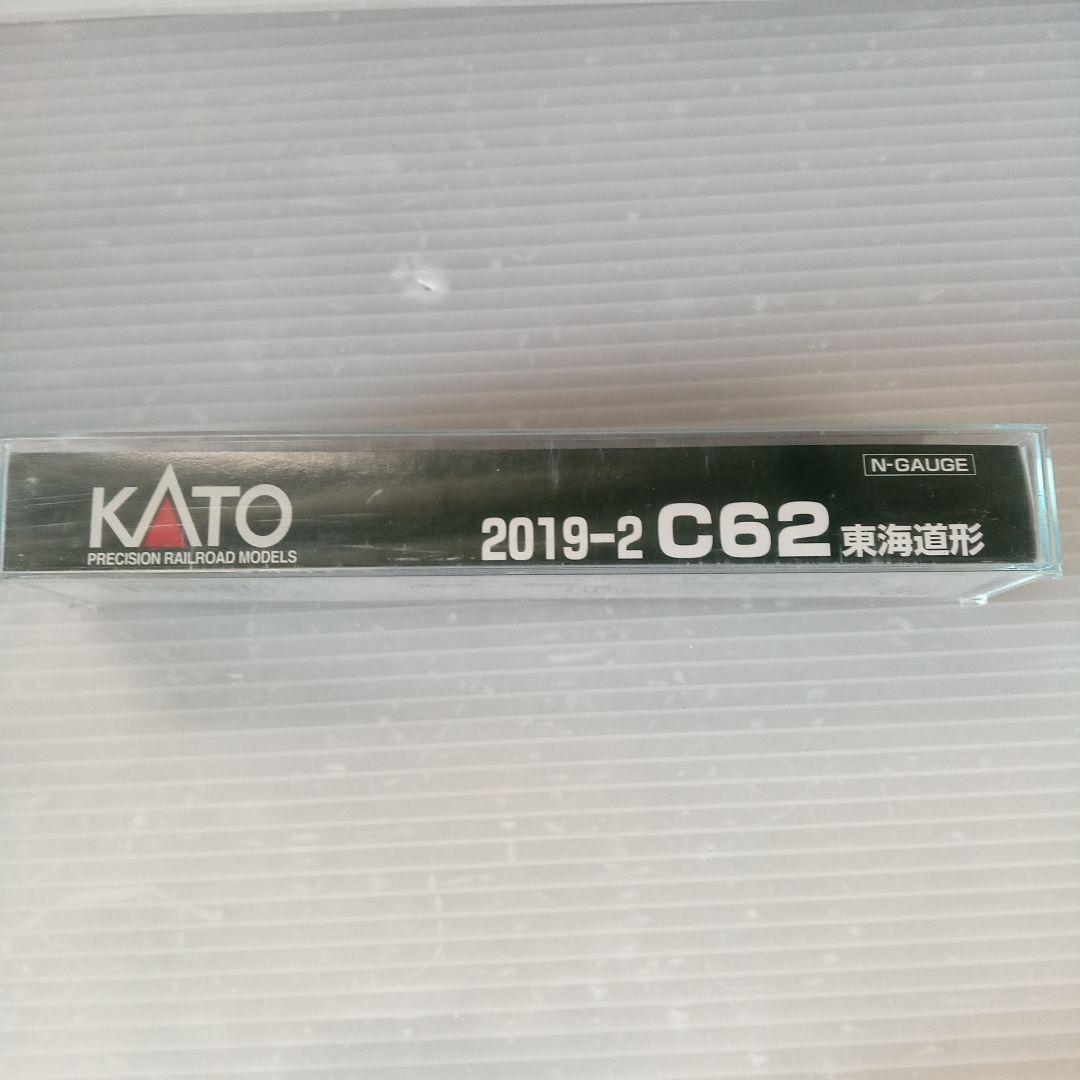 KATO
PRECISION RAILROAD MODELS
N-GAUGE
2019-2 C62 東海道形